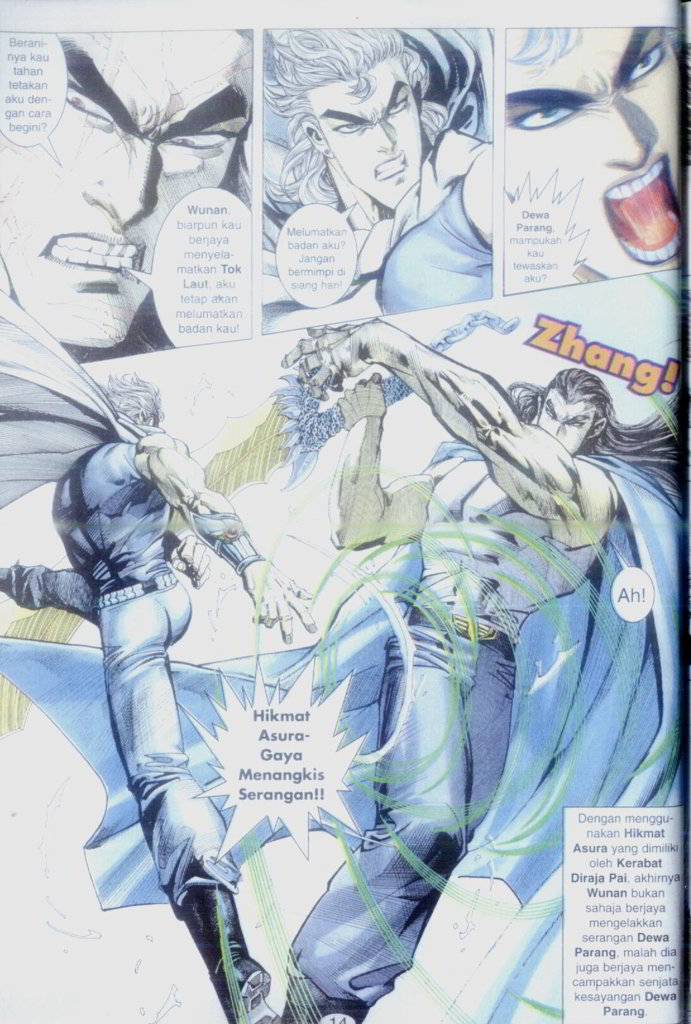 Berani-
nya kau
tahan
tetakan
aku den-
gan cara
begini?
Wunan,
biarpun kau
berjaya
menyela-
matkan Tok
Laut, aku
tetap akan
melumatkan
badan kau!
Melumatkan
badan aku?
Jangan
bermimpi di
siang hari!
Dewa
Parang,
mampukah kau
tewaskan
aku?
Zhang!
Ah!
Hikmat
Asura-
Gaya
Menangkis
Serangan!!
Dengan menggu-
nakan Hikmat
Asura yang dimiliki
oleh Kerabat
Diraja Pai, akhirnya
Wunan bukan
sahaja berjaya
mengelakkan
serangan Dewa
Parang, malah dia
juga berjaya men-
campakkan senjata
kesayangan Dewa
Parang.
14